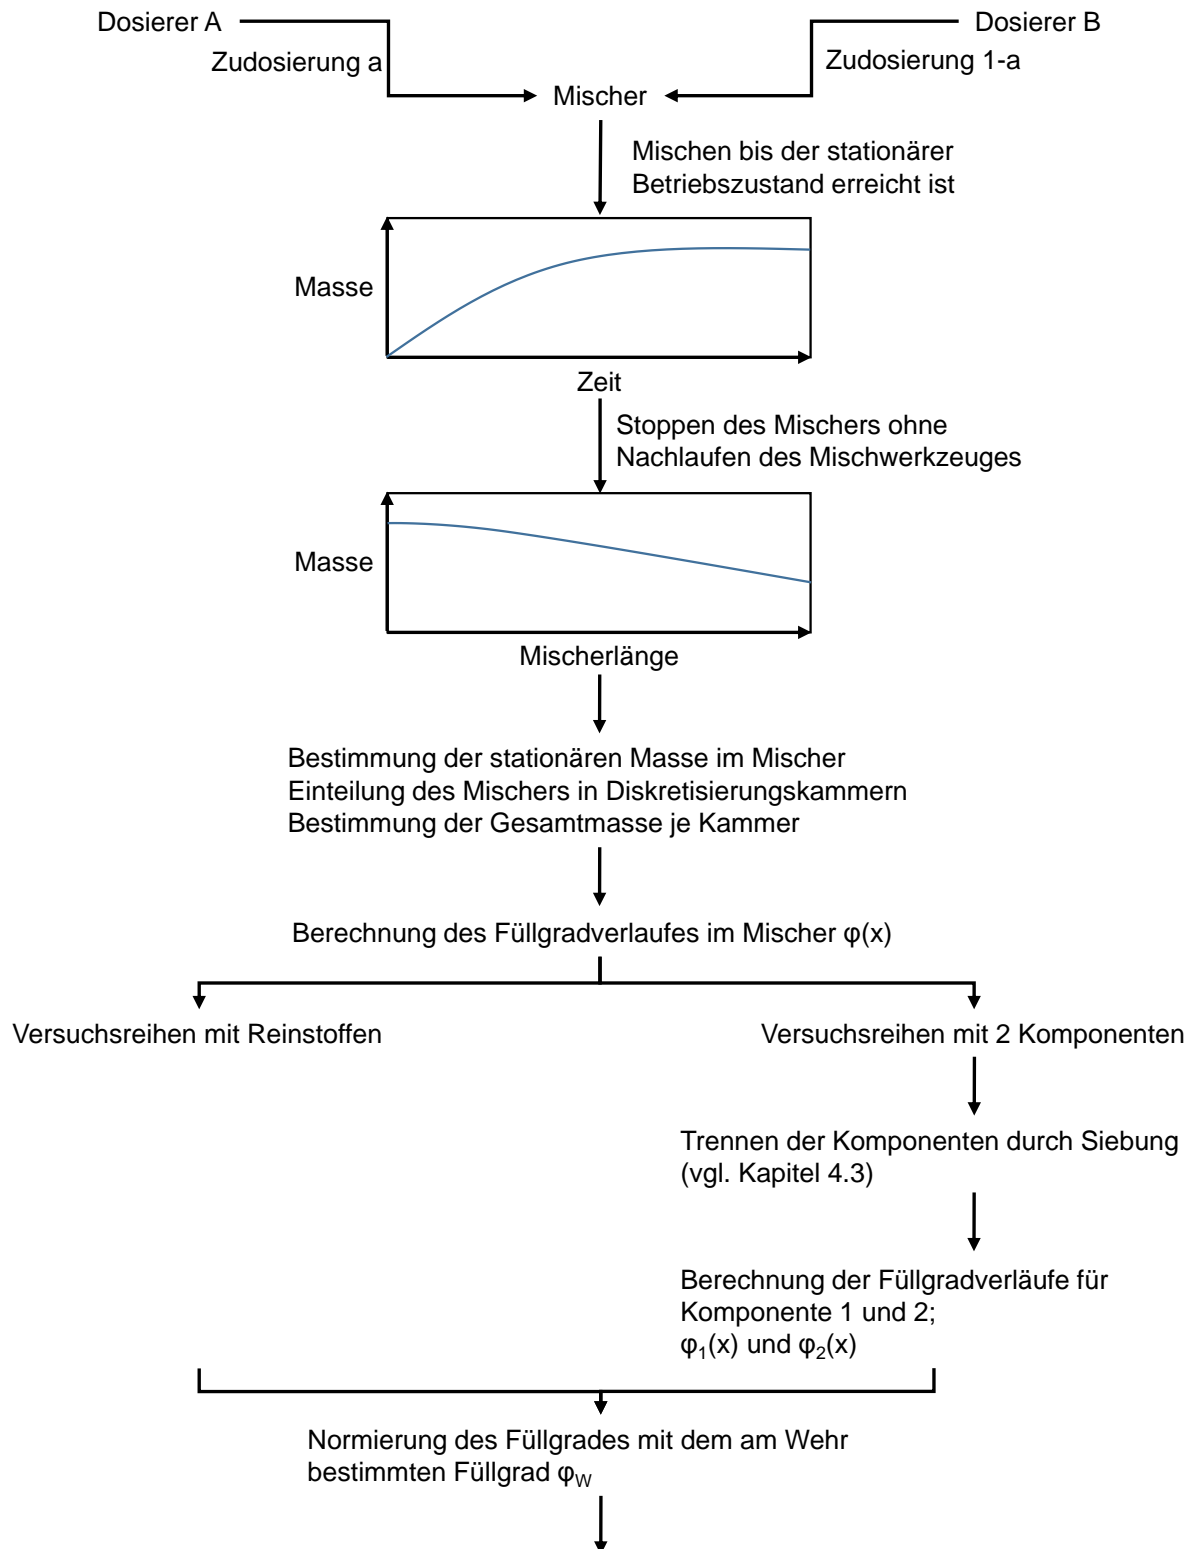 Dosierer A
Dosierer B
Zudosierung a
Zudosierung 1-a
Mischer
Mischen bis der stationärer
Betriebszustand erreicht ist
Masse
Zeit
Stoppen des Mischers ohne
Nachlaufen des Mischwerkzeuges
Masse
Mischerlänge
Bestimmung der stationären Masse im Mischer
Einteilung des Mischers in Diskretisierungskammern
Bestimmung der Gesamtmasse je Kammer
Berechnung des Füllgradverlaufes im Mischer φ(x)
Versuchsreihen mit Reinstoffen
Versuchsreihen mit 2 Komponenten
Trennen der Komponenten durch Siebung
(vgl. Kapitel 4.3)
Berechnung der Füllgradverläufe für
Komponente 1 und 2;
φ₁(x) und φ₂(x)
Normierung des Füllgrades mit dem am Wehr
bestimmten Füllgrad φ_W